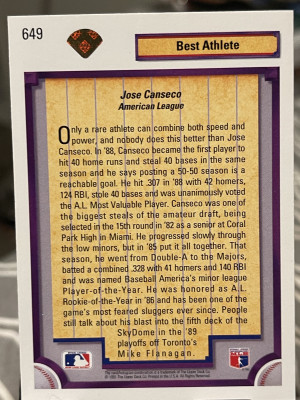 649
Best Athlete
Jose Canseco
American League
Only a rare athlete can combine both speed and
power, and nobody does this better than Jose
Canseco. In '88, Canseco became the first player to
hit 40 home runs and steal 40 bases in the same
season and he says posting a 50-50 season is a
reachable goal. He hit .307 in '88 with 42 homers,
124 RBI, stole 40 bases and was unanimously voted
the A.L. Most Valuable Player. Canseco was one of
the biggest steals of the amateur draft, being
selected in the 15th round in '82 as a senior at Coral
Park High in Miami. He progressed slowly through
the low minors, but in '85 put it all together. That
season, he went from Double-A to the Majors,
batted a combined .328 with 41 homers and 140 RBI
and was named Baseball America's minor league
Player-of-the-Year. He was honored as A.L.
Rookie-of-the-Year in '86 and has been one of the
game's most feared sluggers ever since. People
still talk about his blast into the fifth deck of the
SkyDome in the '89
playoffs off Toronto's
Mike Flanagan.